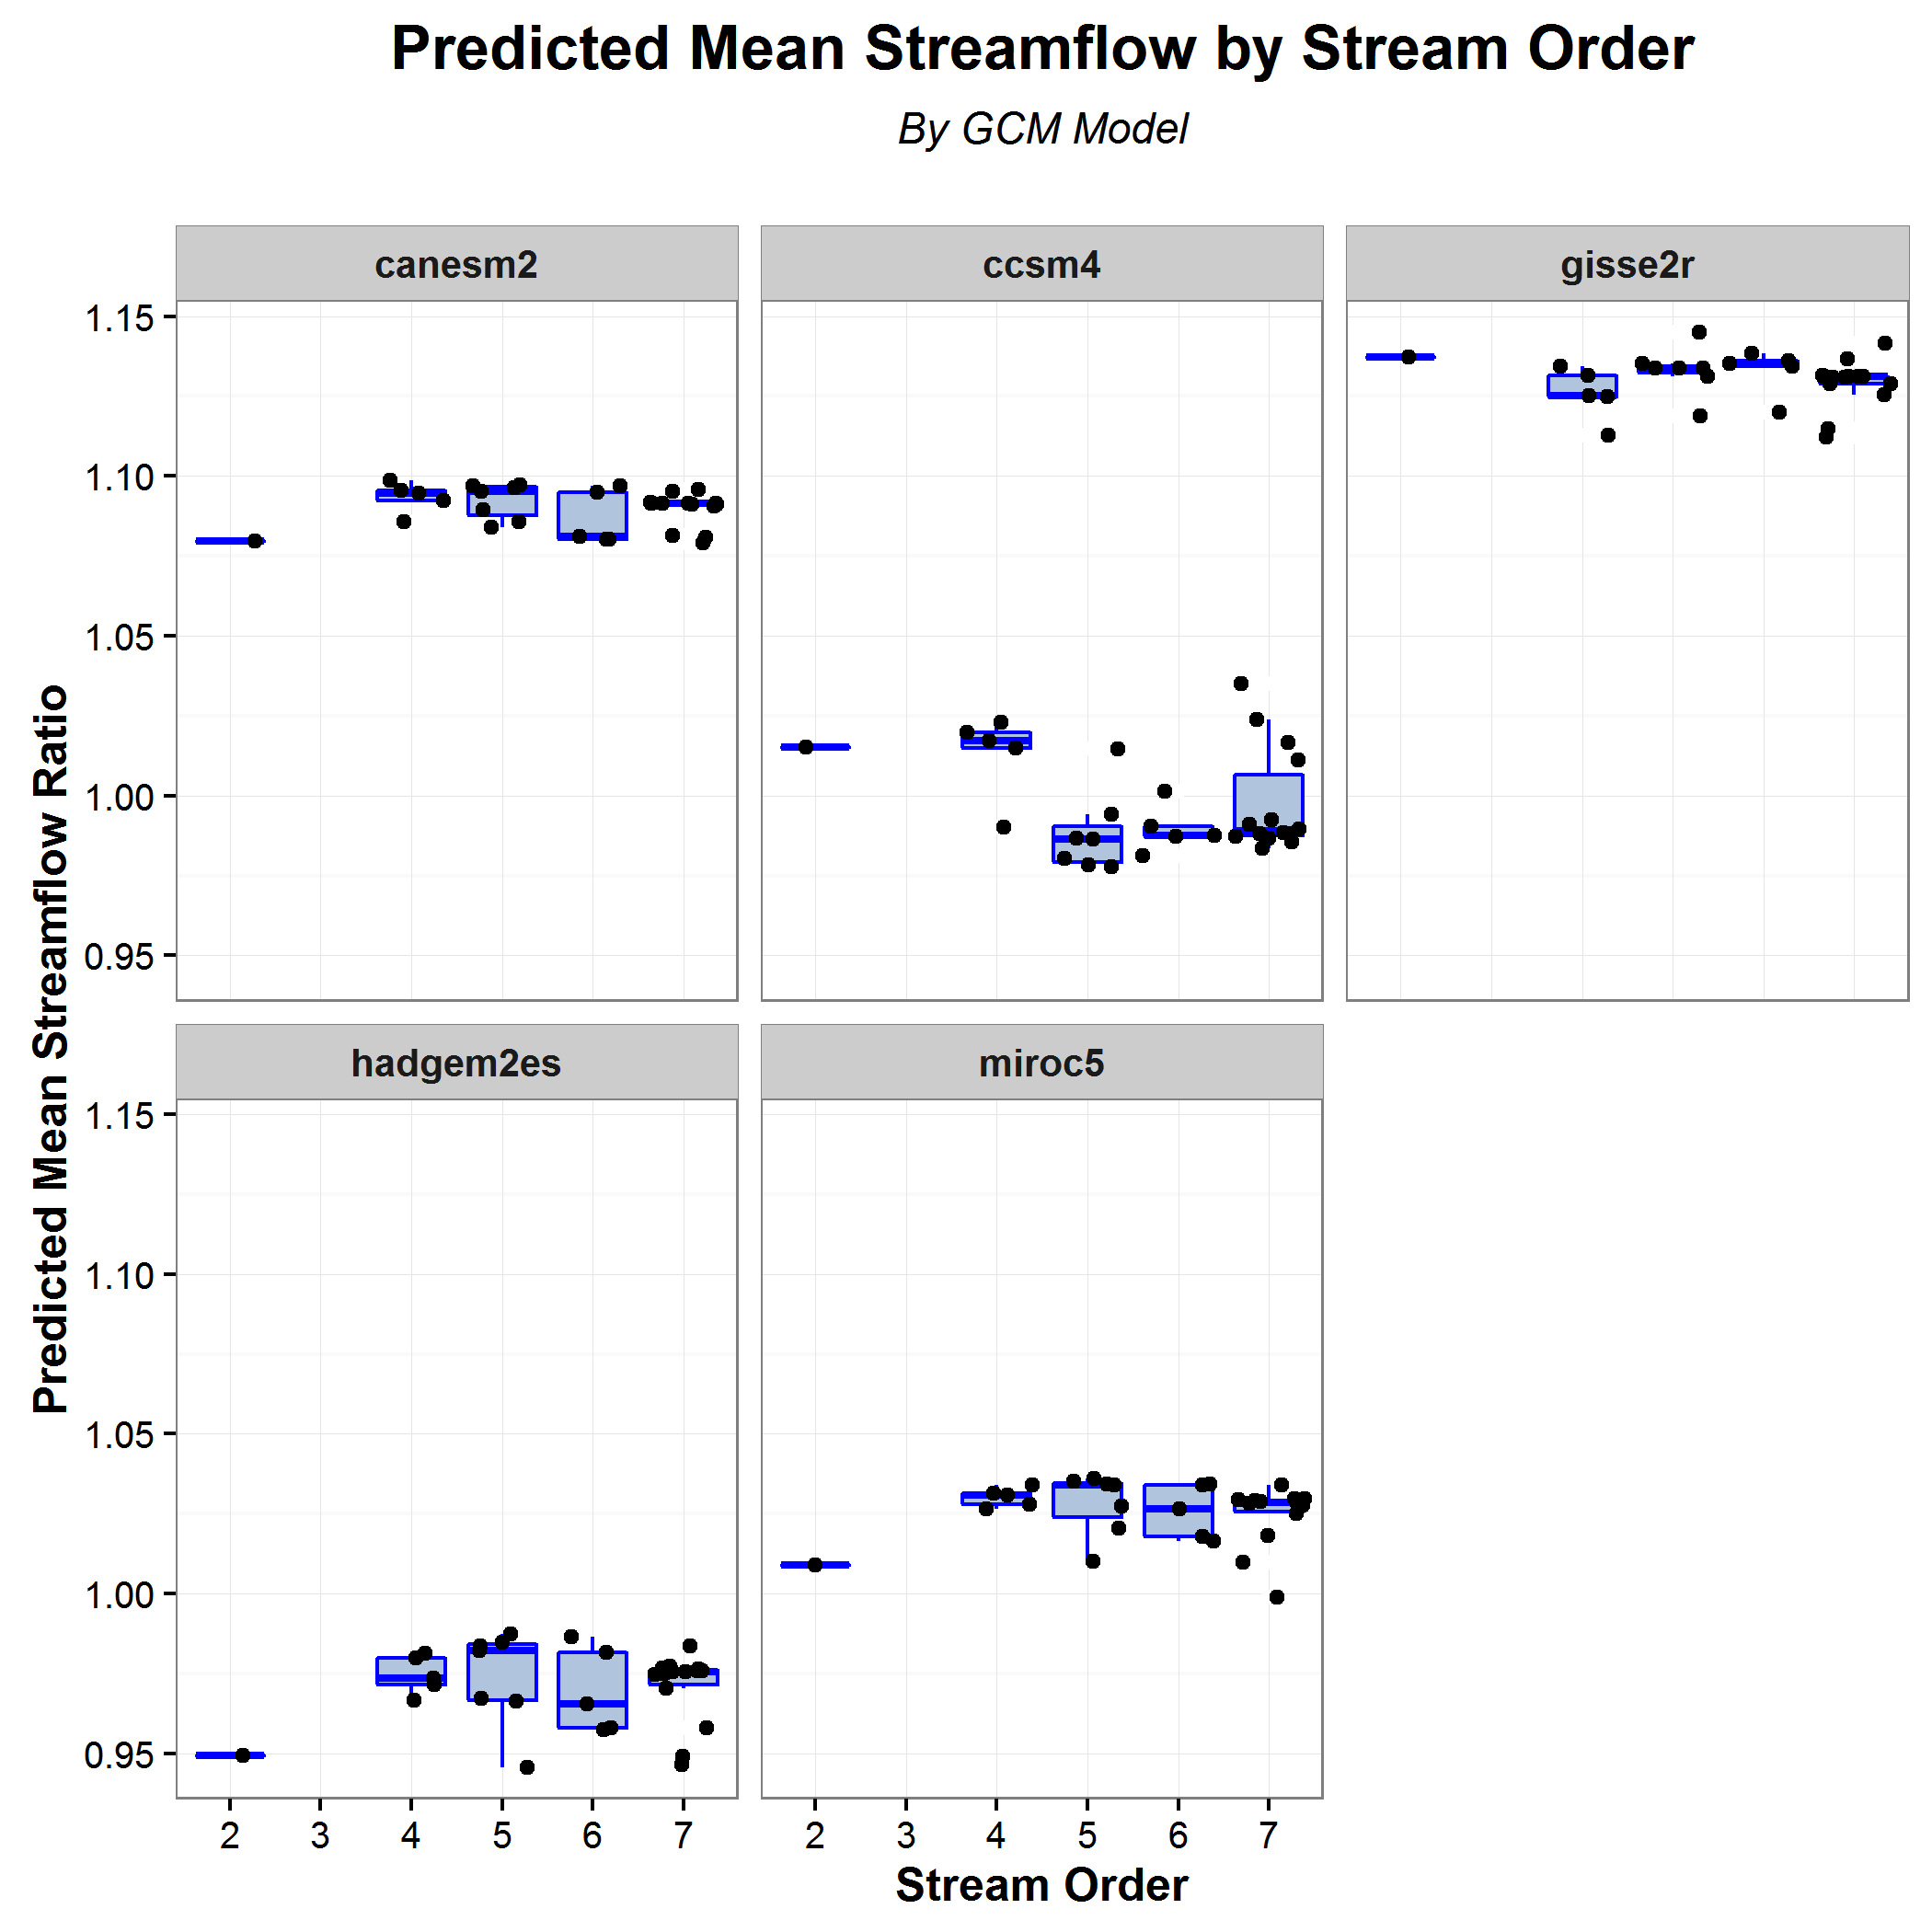 Predicted Mean Streamflow by Stream Order
By GCM Model
canesm2
ccsm4
gisse2r
1.15
1.10
1.05
1.00
0.95
Predicted Mean Streamflow Ratio
hadgem2es
miroc5
1.15
1.10
1.05
1.00
0.95
2 3 4 5 6 7
2 3 4 5 6 7
Stream Order